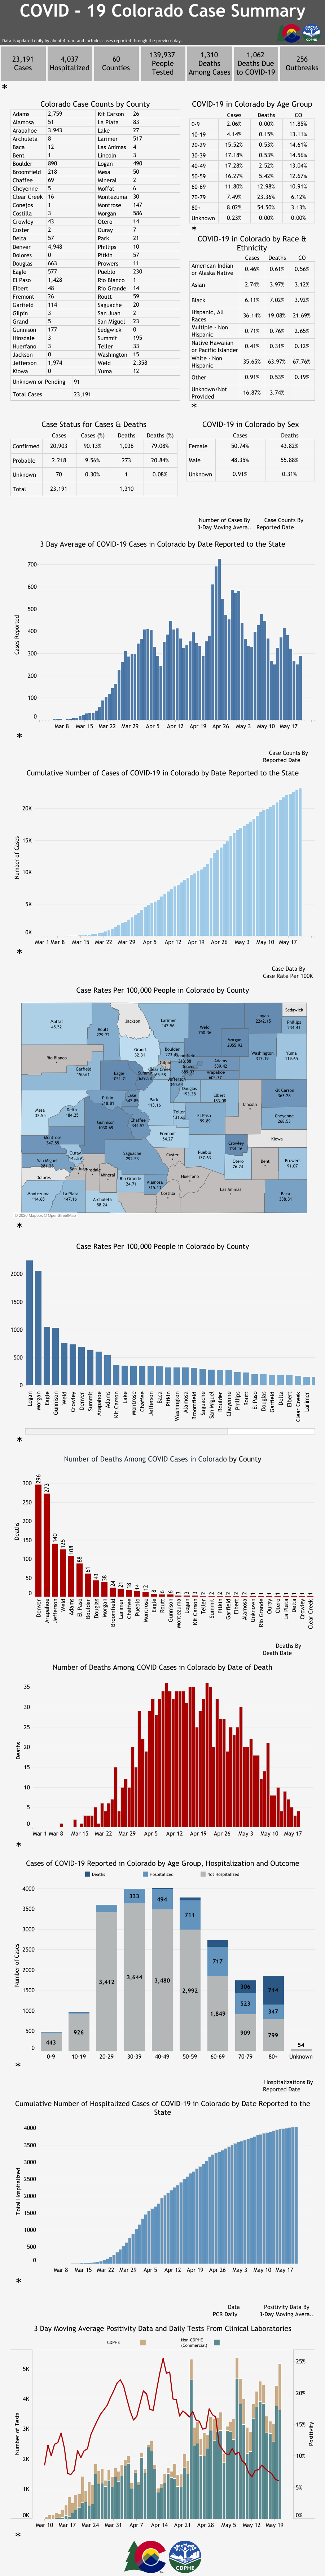 COVID - 19 Colorado Case Summary
Data is updated daily by about 4 p.m. and includes cases reported through the previous day.
CDPHE
23,191 Cases
4,037 Hospitalized
60 Counties
139,937 People Tested
1,310 Deaths Among Cases
1,062 Deaths Due to COVID-19
256 Outbreaks
*
Colorado Case Counts by County
Adams 2,759 Kit Carson 26
Alamosa 51 La Plata 83
Arapahoe 3,943 Lake 27
Archuleta 8 Larimer 517
Baca 12 Las Animas 4
Bent 1 Lincoln 3
Boulder 890 Logan 490
Broomfield 218 Mesa 50
Chaffee 69 Mineral 2
Cheyenne 5 Moffat 6
Clear Creek 16 Montezuma 30
Conejos 1 Montrose 147
Costilla 3 Morgan 586
Crowley 43 Otero 14
Custer 2 Ouray 7
Delta 57 Park 21
Denver 4,948 Phillips 10
Dolores 0 Pitkin 57
Douglas 663 Prowers 11
Eagle 577 Pueblo 230
El Paso 1,428 Rio Blanco 1
Elbert 48 Rio Grande 14
Fremont 26 Routt 59
Garfield 114 Saguache 20
Gilpin 3 San Juan 2
Grand 5 San Miguel 23
Gunnison 177 Sedgwick 0
Hinsdale 3 Summit 195
Huerfano 3 Teller 33
Jackson 0 Washington 15
Jefferson 1,974 Weld 2,358
Kiowa 0 Yuma 12
Unknown or Pending 91
Total Cases 23,191
COVID-19 in Colorado by Age Group
Cases Deaths CO
0-9 2.06% 0.00% 11.85%
10-19 4.14% 0.15% 13.11%
20-29 15.52% 0.53% 14.61%
30-39 17.18% 0.53% 14.56%
40-49 17.28% 2.52% 13.04%
50-59 16.27% 5.42% 12.67%
60-69 11.80% 12.98% 10.91%
70-79 7.49% 23.36% 6.12%
80+ 8.02% 54.50% 3.13%
Unknown 0.23% 0.00% 0.00%
*
COVID-19 in Colorado by Race & Ethnicity
Cases Deaths CO
American Indian or Alaska Native 0.46% 0.61% 0.56%
Asian 2.74% 3.97% 3.12%
Black 6.11% 7.02% 3.92%
Hispanic, All Races 36.14% 19.08% 21.69%
Multiple - Non Hispanic 0.71% 0.76% 2.65%
Native Hawaiian or Pacific Islander 0.41% 0.31% 0.12%
White - Non Hispanic 35.65% 63.97% 67.76%
Other 0.91% 0.53% 0.19%
Unknown/Not Provided 16.87% 3.74%
*
Case Status for Cases & Deaths
Cases Cases (%) Deaths Deaths (%)
Confirmed 20,903 90.13% 1,036 79.08%
Probable 2,218 9.56% 273 20.84%
Unknown 70 0.30% 1 0.08%
Total 23,191 1,310
COVID-19 in Colorado by Sex
Cases Deaths
Female 50.74% 43.82%
Male 48.35% 55.88%
Unknown 0.91% 0.31%
Number of Cases By 3-Day Moving Avera..
Case Counts By Reported Date
3 Day Average of COVID-19 Cases in Colorado by Date Reported to the State
Cases Reported
700
600
500
400
300
200
100
0
Mar 8 Mar 15 Mar 22 Mar 29 Apr 5 Apr 12 Apr 19 Apr 26 May 3 May 10 May 17
*
Case Counts By Reported Date
Cumulative Number of Cases of COVID-19 in Colorado by Date Reported to the State
Number of Cases
20K
15K
10K
5K
0K
Mar 1 Mar 8 Mar 15 Mar 22 Mar 29 Apr 5 Apr 12 Apr 19 Apr 26 May 3 May 10 May 17
*
Case Data By Case Rate Per 100K
Case Rates Per 100,000 People in Colorado by County
Sedgwick
Moffat 45.52
Routt 229.72
Jackson
Larimer 147.56
Logan 2242.15
Phillips 234.41
Weld 750.36
Morgan 2055.42
Washington 317.19
Yuma 119.65
Rio Blanco
Grand 32.31
Garfield 190.61
Eagle 1051.71
Adams 539.42
Arapahoe 605.37
Park 113.16
Douglas 193.38
Elbert 183.08
Lincoln
Kit Carson 363.28
Mesa 32.55
Delta 184.25
Gunnison 1030.69
Teller 131.68
El Paso 199.89
Cheyenne 268.53
Fremont 54.27
Kiowa
Montrose 347.85
Saguache 292.53
Custer
Pueblo 137.63
Crowley 734.16
Otero 76.24
Bent
Prowers 91.07
Dolores
Mineral
Huerfano
Las Animas
Baca 338.31
Montezuma 114.68
La Plata 147.16
Archuleta 58.24
Rio Grande 124.71
Costilla
© 2020 Mapbox © OpenStreetMap
*
Case Rates Per 100,000 People in Colorado by County
2000
1500
1000
500
0
Logan Morgan Eagle Gunnison Weld Crowley Denver Summit Arapahoe Adams Kit Carson Lake Montrose Chaffee Jefferson Baca Pitkin Washington Alamosa Broomfield Saguache San Miguel Boulder Cheyenne Phillips Routt El Paso Douglas Garfield Delta Elbert Clear Creek Larimer
*
Number of Deaths Among COVID Cases in Colorado by County
Deaths
300
250
200
150
100
50
0
296 273 140 125 108 88 61 43 38 24 21 18 14 12 8 6 6 3 3 3 2 2 2 2 2 2 1 1 1 1 1 1 1 1
Denver Arapahoe Jefferson Weld Adams El Paso Boulder Douglas Morgan Broomfield Larimer Chaffee Pueblo Montrose Eagle Routt Gunnison Montezuma Logan Kit Carson Teller Summit Pitkin Garfield Elbert Alamosa Unknown Rio Grande Ouray Otero La Plata Delta Crowley Clear Creek
Deaths By Death Date
Number of Deaths Among COVID Cases in Colorado by Date of Death
Deaths
35
30
25
20
15
10
5
0
Mar 1 Mar 8 Mar 15 Mar 22 Mar 29 Apr 5 Apr 12 Apr 19 Apr 26 May 3 May 10 May 17
*
Cases of COVID-19 Reported in Colorado by Age Group, Hospitalization and Outcome
Deaths Hospitalized Not Hospitalized
Number of Cases
4000
3500
3000
2500
2000
1500
1000
500
0
443
926
3,412
333 3,644
494 3,480
711 2,992
717 1,849
306 523 909
714 347 799
54
0-9 10-19 20-29 30-39 40-49 50-59 60-69 70-79 80+ Unknown
*
Hospitalizations By Reported Date
Cumulative Number of Hospitalized Cases of COVID-19 in Colorado by Date Reported to the State
Total Hospitalized
4000
3500
3000
2500
2000
1500
1000
500
0
Mar 8 Mar 15 Mar 22 Mar 29 Apr 5 Apr 12 Apr 19 Apr 26 May 3 May 10 May 17
*
Data PCR Daily
Positivity Data By 3-Day Moving Avera..
3 Day Moving Average Positivity Data and Daily Tests From Clinical Laboratories
CDPHE
Non-CDPHE (Commercial)
Number of Tests
5K
4K
3K
2K
1K
0K
Positivity
25%
20%
15%
10%
5%
0%
Mar 10 Mar 17 Mar 24 Mar 31 Apr 7 Apr 14 Apr 21 Apr 28 May 5 May 12 May 19
*
CDPHE